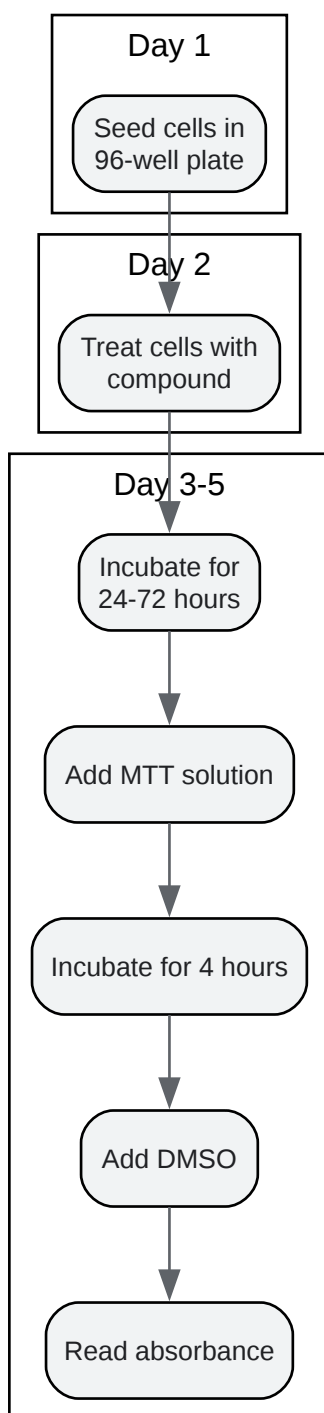 Day 1
Seed cells in
96-well plate
Day 2
Treat cells with
compound
Day 3-5
Incubate for
24-72 hours
Add MTT solution
Incubate for 4 hours
Add DMSO
Read absorbance